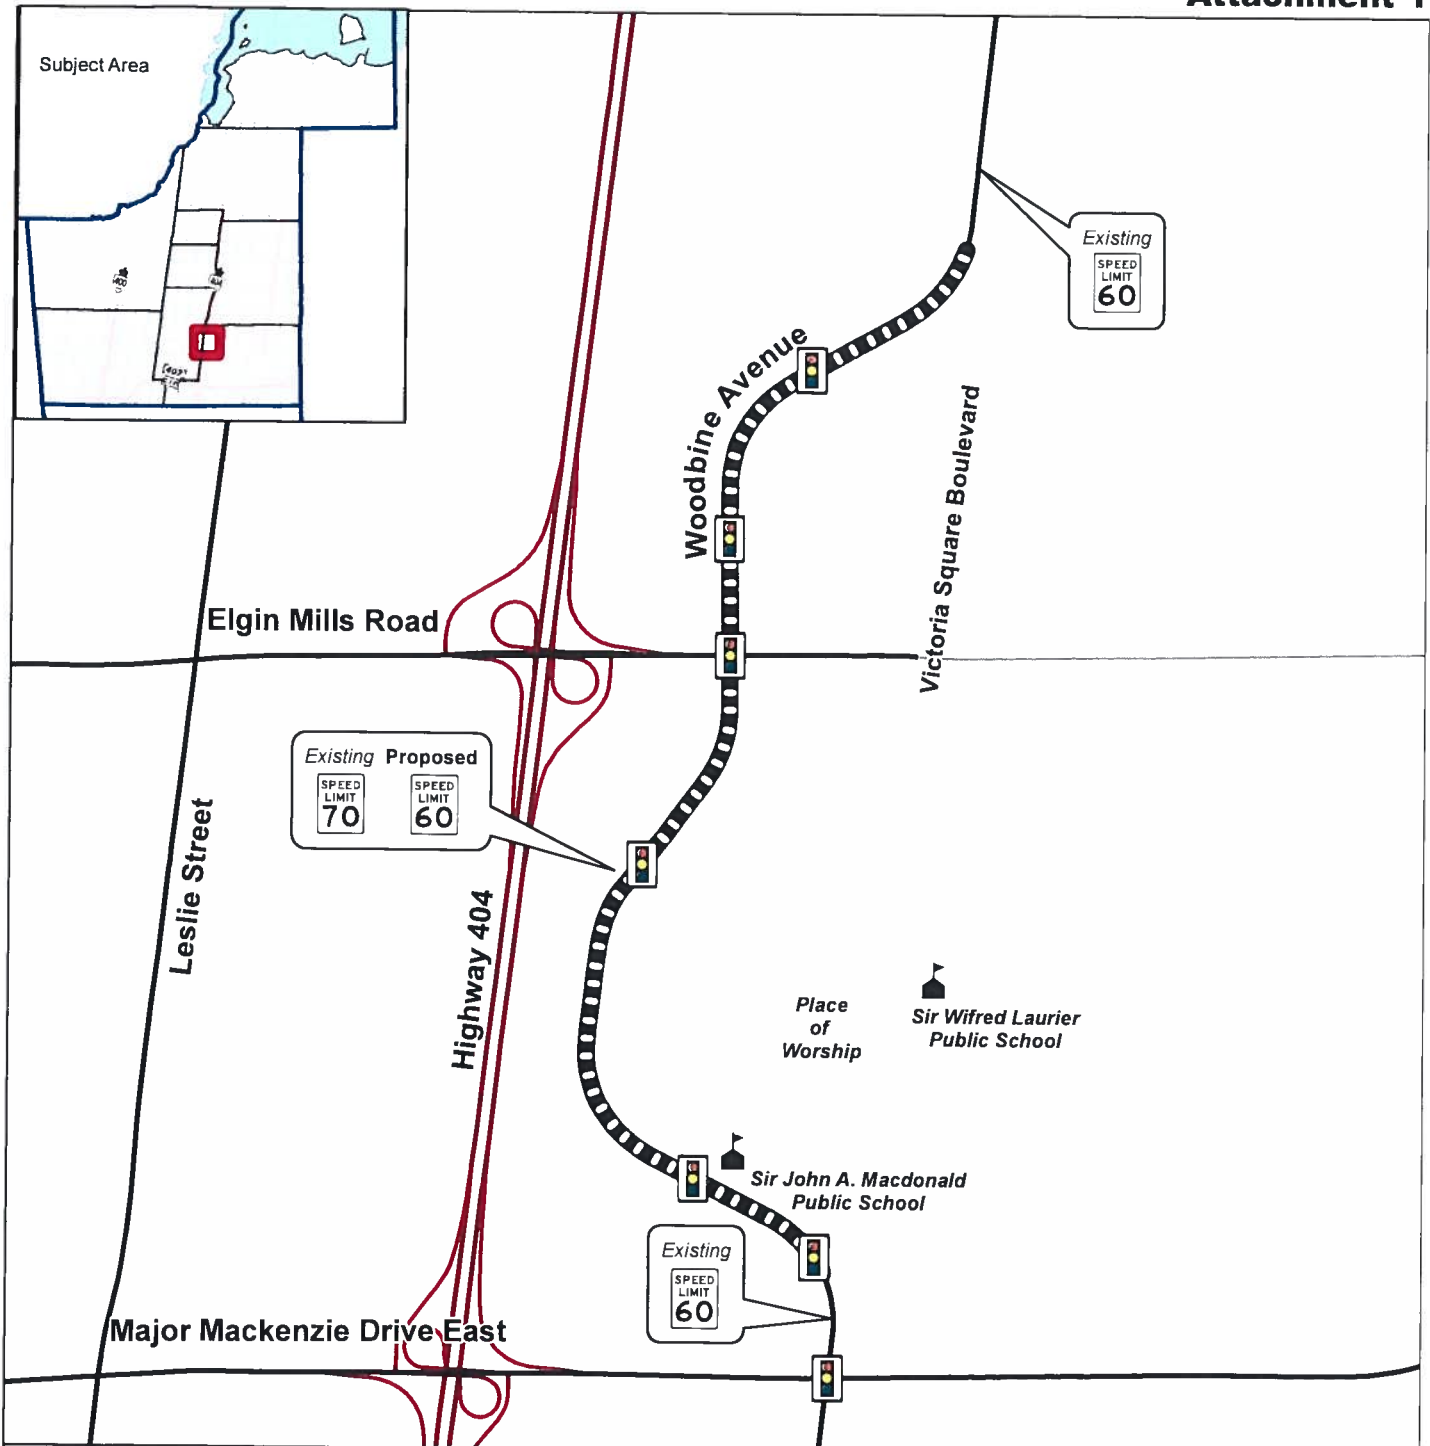 Attachment 1
Subject Area
Existing
SPEED
LIMIT
60
Woodbine Avenue
Victoria Square Boulevard
Elgin Mills Road
Existing Proposed
SPEED
LIMIT
70
SPEED
LIMIT
60
Leslie Street
Highway 404
Place
of
Worship
Sir Wifred Laurier
Public School
Sir John A. Macdonald
Public School
Existing
SPEED
LIMIT
60
Major Mackenzie Drive East